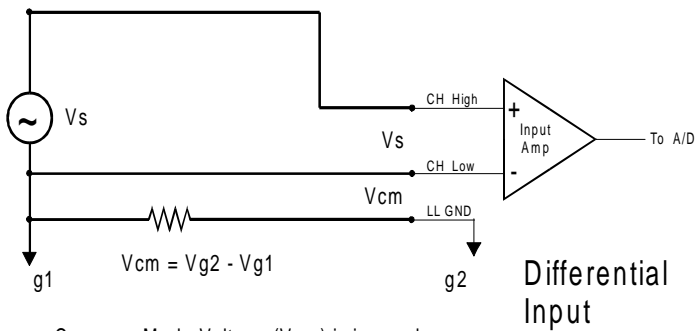 CH High
Vs
+
Input
Amp
To A/D
~
Vs
CH Low
-
Vcm
LL GND
Vcm = Vg2 - Vg1
g1
g2
Differential
Input